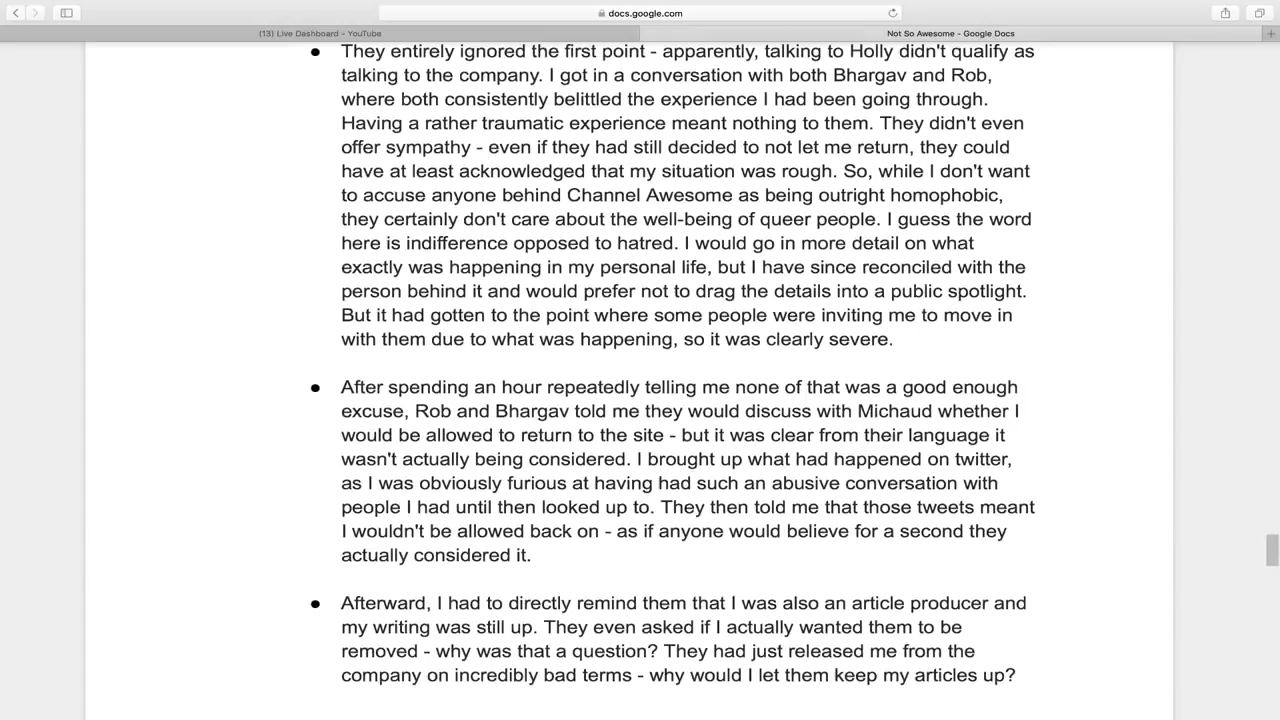 docs.google.com
(13) Live Dashboard - YouTube
Not So Awesome - Google Docs
● They entirely ignored the first point - apparently, talking to Holly didn't qualify as
talking to the company. I got in a conversation with both Bhargav and Rob,
where both consistently belittled the experience I had been going through.
Having a rather traumatic experience meant nothing to them. They didn't even
offer sympathy - even if they had still decided to not let me return, they could
have at least acknowledged that my situation was rough. So, while I don't want
to accuse anyone behind Channel Awesome as being outright homophobic,
they certainly don't care about the well-being of queer people. I guess the word
here is indifference opposed to hatred. I would go in more detail on what
exactly was happening in my personal life, but I have since reconciled with the
person behind it and would prefer not to drag the details into a public spotlight.
But it had gotten to the point where some people were inviting me to move in
with them due to what was happening, so it was clearly severe.
● After spending an hour repeatedly telling me none of that was a good enough
excuse, Rob and Bhargav told me they would discuss with Michaud whether I
would be allowed to return to the site - but it was clear from their language it
wasn't actually being considered. I brought up what had happened on twitter,
as I was obviously furious at having had such an abusive conversation with
people I had until then looked up to. They then told me that those tweets meant
I wouldn't be allowed back on - as if anyone would believe for a second they
actually considered it.
● Afterward, I had to directly remind them that I was also an article producer and
my writing was still up. They even asked if I actually wanted them to be
removed - why was that a question? They had just released me from the
company on incredibly bad terms - why would I let them keep my articles up?